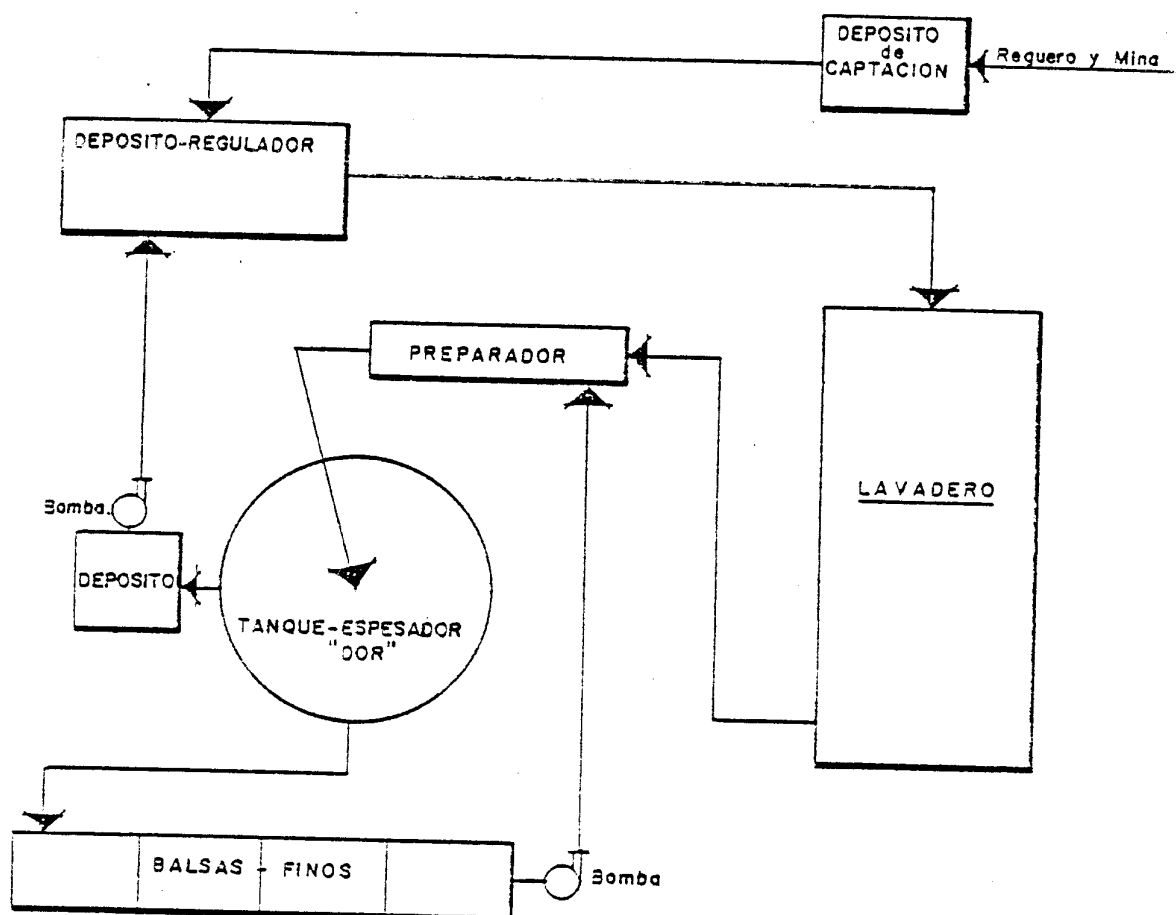 DEPOSITO
de
CAPTACION
Reguero y Mina
DEPOSITO-REGULADOR
PREPARADOR
LAVADERO
Bomba.
DEPOSITO
TANQUE-ESPESADOR
"DOR"
BALSAS - FINOS
Bomba